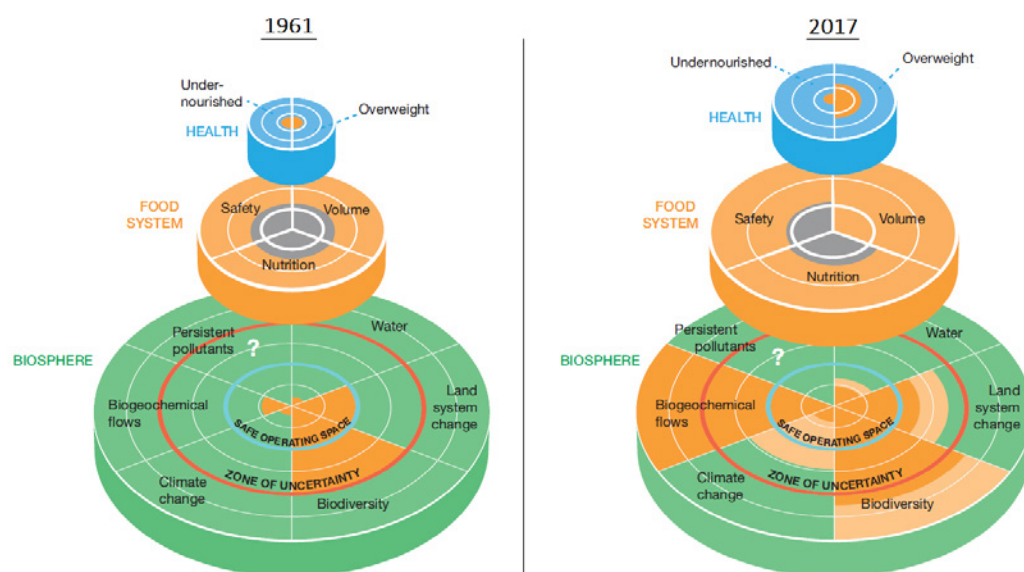 1961
Under-
nourished
Overweight
HEALTH
FOOD
SYSTEM
Safety
Volume
Nutrition
BIOSPHERE
Persistent
pollutants
?
Water
Biogeochemical
flows
Land
system
change
SAFE OPERATING SPACE
ZONE OF UNCERTAINTY
Climate
change
Biodiversity
2017
Undernourished
Overweight
HEALTH
FOOD
SYSTEM
Safety
Volume
Nutrition
BIOSPHERE
Persistent
pollutants
?
Water
Biogeochemical
flows
Land
system
change
SAFE OPERATING SPACE
ZONE OF UNCERTAINTY
Climate
change
Biodiversity